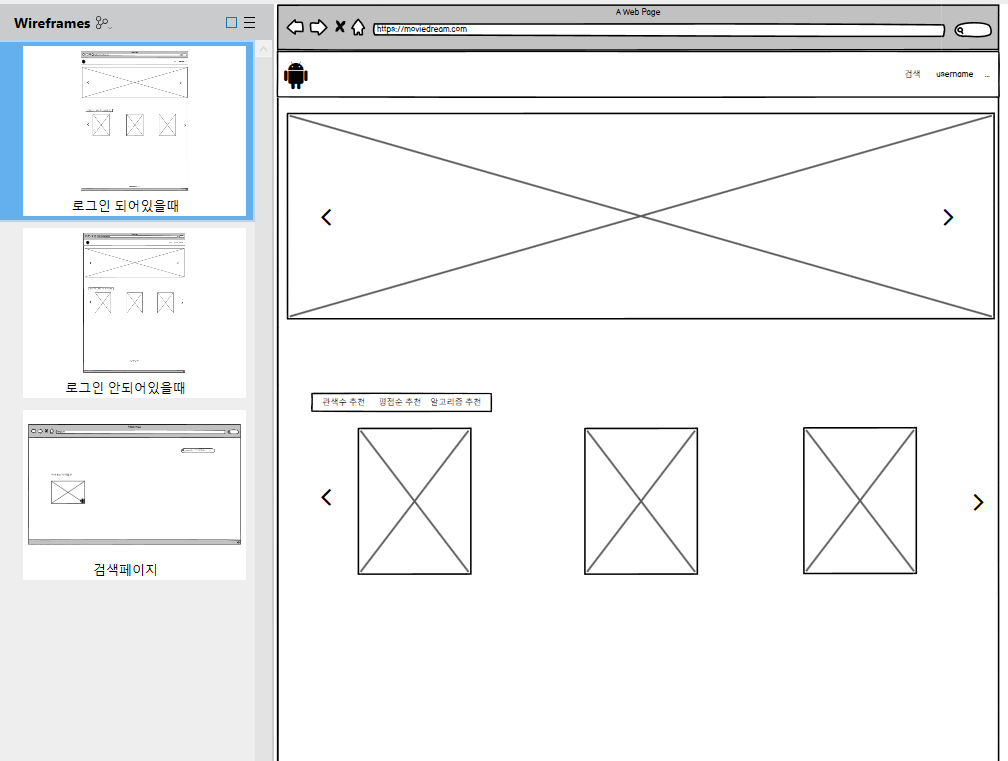 Wireframes
로그인 되어있을때
로그인 안되어있을때
검색페이지
A Web Page
https://moviedream.com
검색 username ...
관색수 추천 평점순 추천 알고리즘 추천